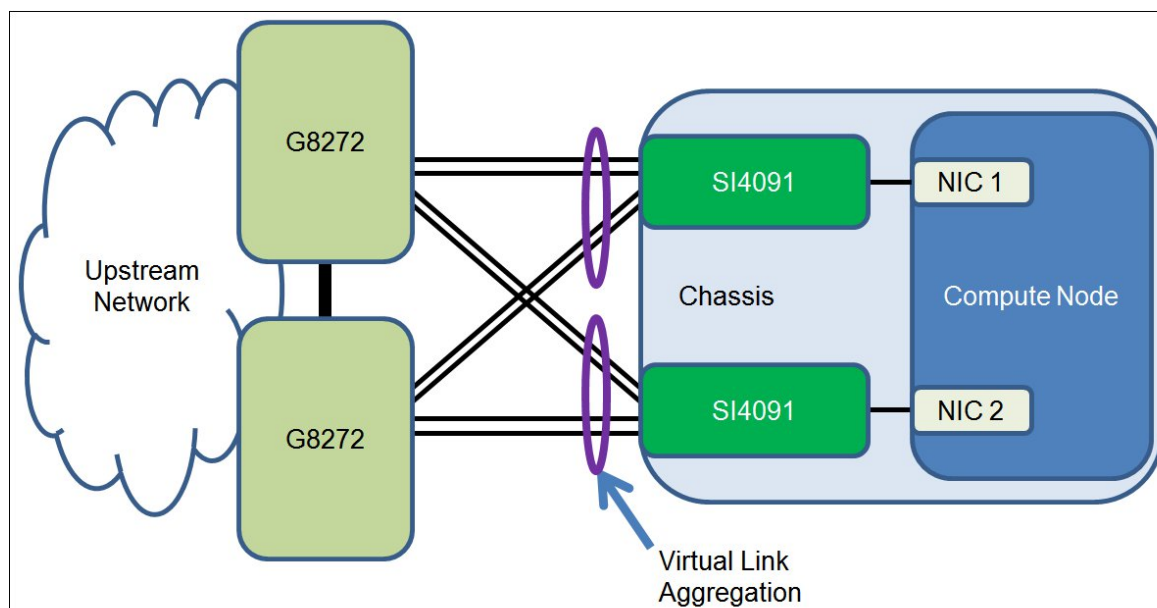 G8272
Upstream
Network
G8272
SI4091
NIC 1
Chassis
Compute Node
SI4091
NIC 2
Virtual Link
Aggregation